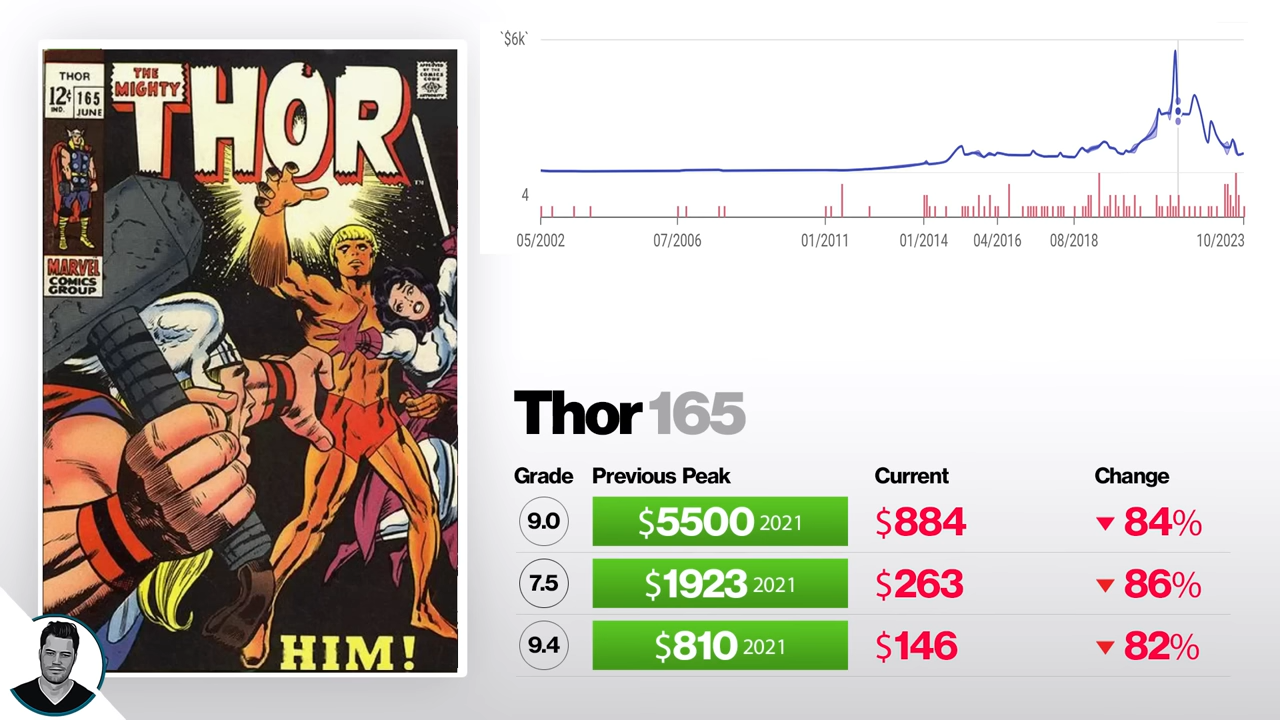 THOR
12¢
IND.
165
JUNE
MARVEL
COMICS
GROUP
THE
MIGHTY
THOR
APPROVED
BY THE
COMICS
CODE
AUTHORITY
HIM!
`$6k`
4
05/2002 07/2006 01/2011 01/2014 04/2016 08/2018 10/2023
Thor 165
Grade Previous Peak Current Change
9.0 $5500 2021 $884 ▼ 84%
7.5 $1923 2021 $263 ▼ 86%
9.4 $810 2021 $146 ▼ 82%